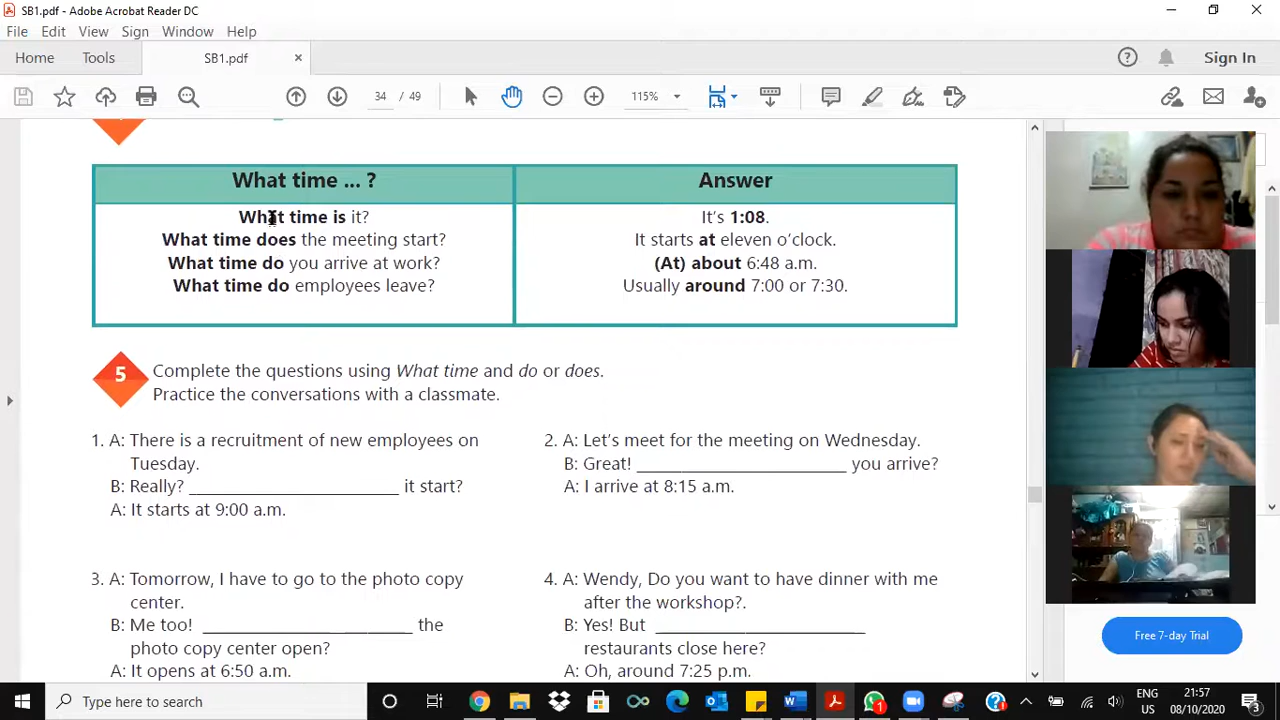 SB1.pdf - Adobe Acrobat Reader DC
File Edit View Sign Window Help
Home Tools SB1.pdf × Sign In
34 / 49 115%
What time ... ? Answer
What time is it? It's 1:08.
What time does the meeting start? It starts at eleven o'clock.
What time do you arrive at work? (At) about 6:48 a.m.
What time do employees leave? Usually around 7:00 or 7:30.
5 Complete the questions using What time and do or does.
Practice the conversations with a classmate.
1. A: There is a recruitment of new employees on
Tuesday.
B: Really? ________________________ it start?
A: It starts at 9:00 a.m.
2. A: Let's meet for the meeting on Wednesday.
B: Great! ________________________ you arrive?
A: I arrive at 8:15 a.m.
3. A: Tomorrow, I have to go to the photo copy
center.
B: Me too! ________________________ the
photo copy center open?
A: It opens at 6:50 a.m.
4. A: Wendy, Do you want to have dinner with me
after the workshop?.
B: Yes! But ________________________
restaurants close here?
A: Oh, around 7:25 p.m.
Free 7-day Trial
Type here to search
ENG 21:57
US 08/10/2020
1
3